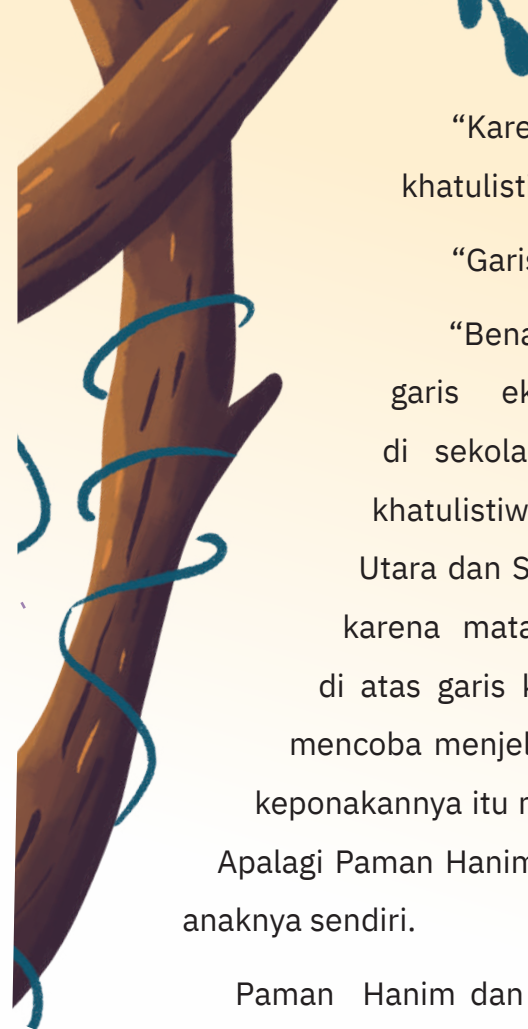 “Kare
khatulist
“Garis
“Bena
garis ek
di sekola
khatulistiw
Utara dan S
karena mata
di atas garis k
mencoba menjel
keponakannya itu
Apalagi Paman Hanim
anaknya sendiri.
Paman Hanim dan